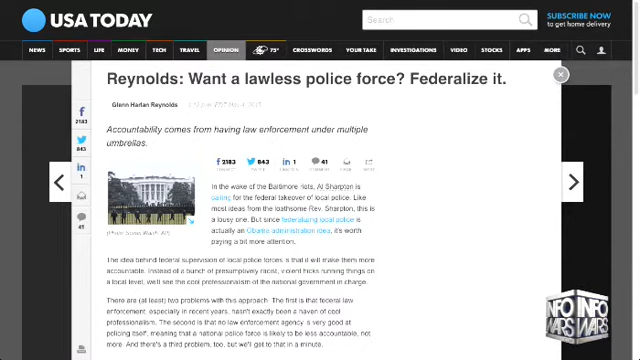 USA TODAY
Search
SUBSCRIBE NOW
to get home delivery
NEWS SPORTS LIFE MONEY TECH TRAVEL OPINION 75° CROSSWORDS YOUR TAKE INVESTIGATIONS VIDEO STOCKS APPS MORE
Reynolds: Want a lawless police force? Federalize it.
Glenn Harlan Reynolds
Accountability comes from having law enforcement under multiple
umbrellas.
2183
843
1
41
2183 843 1 41
In the wake of the Baltimore riots, Al Sharpton is
calling for the federal takeover of local police. Like
most ideas from the loathsome Rev. Sharpton, this is
a lousy one. But since federalizing local police is
actually an Obama administration idea, it's worth
paying a bit more attention.
The idea behind federal supervision of local police forces is that it will make them more
accountable. Instead of a bunch of presumptively racist, violent hicks running things on
a local level, we'll see the cool professionalism of the national government in charge.
There are (at least) two problems with this approach. The first is that federal law
enforcement, especially in recent years, hasn't exactly been a haven of cool
professionalism. The second is that no law enforcement agency is very good at
policing itself, meaning that a national police force is likely to be less accountable, not
more. And there's a third problem, too, but we'll get to that in a minute.
INFO WARS
INFO WARS